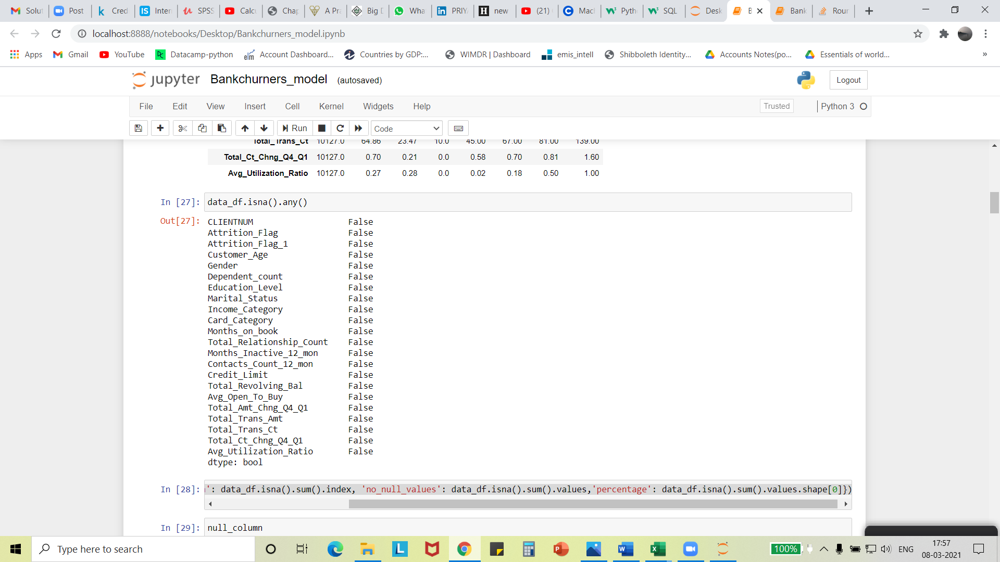 Solut Post Cred Inter SPSS Calcu Chap A Pra Big D Wha PRIYA new (21) Mach Pyth SQL Desk B Bank Rour
localhost:8888/notebooks/Desktop/Bankchurners_model.ipynb
Apps Gmail YouTube Datacamp-python Account Dashboard... Countries by GDP:... WIMDR | Dashboard emis_intell Shibboleth Identity... Accounts Notes(po... Essentials of world... »
jupyter Bankchurners_model (autosaved) Logout
File Edit View Insert Cell Kernel Widgets Help Trusted Python 3
Run Code
Total_Trans_Ct 10127.0 64.86 23.47 10.0 45.00 67.00 81.00 139.00
Total_Ct_Chng_Q4_Q1 10127.0 0.70 0.21 0.0 0.58 0.70 0.81 1.60
Avg_Utilization_Ratio 10127.0 0.27 0.28 0.0 0.02 0.18 0.50 1.00
In [27]: data_df.isna().any()
Out[27]: CLIENTNUM False
Attrition_Flag False
Attrition_Flag_1 False
Customer_Age False
Gender False
Dependent_count False
Education_Level False
Marital_Status False
Income_Category False
Card_Category False
Months_on_book False
Total_Relationship_Count False
Months_Inactive_12_mon False
Contacts_Count_12_mon False
Credit_Limit False
Total_Revolving_Bal False
Avg_Open_To_Buy False
Total_Amt_Chng_Q4_Q1 False
Total_Trans_Amt False
Total_Trans_Ct False
Total_Ct_Chng_Q4_Q1 False
Avg_Utilization_Ratio False
dtype: bool
In [28]: ': data_df.isna().sum().index, 'no_null_values': data_df.isna().sum().values,'percentage': data_df.isna().sum().values.shape[0]})
In [29]: null_column
Type here to search 100% ENG 17:57
08-03-2021